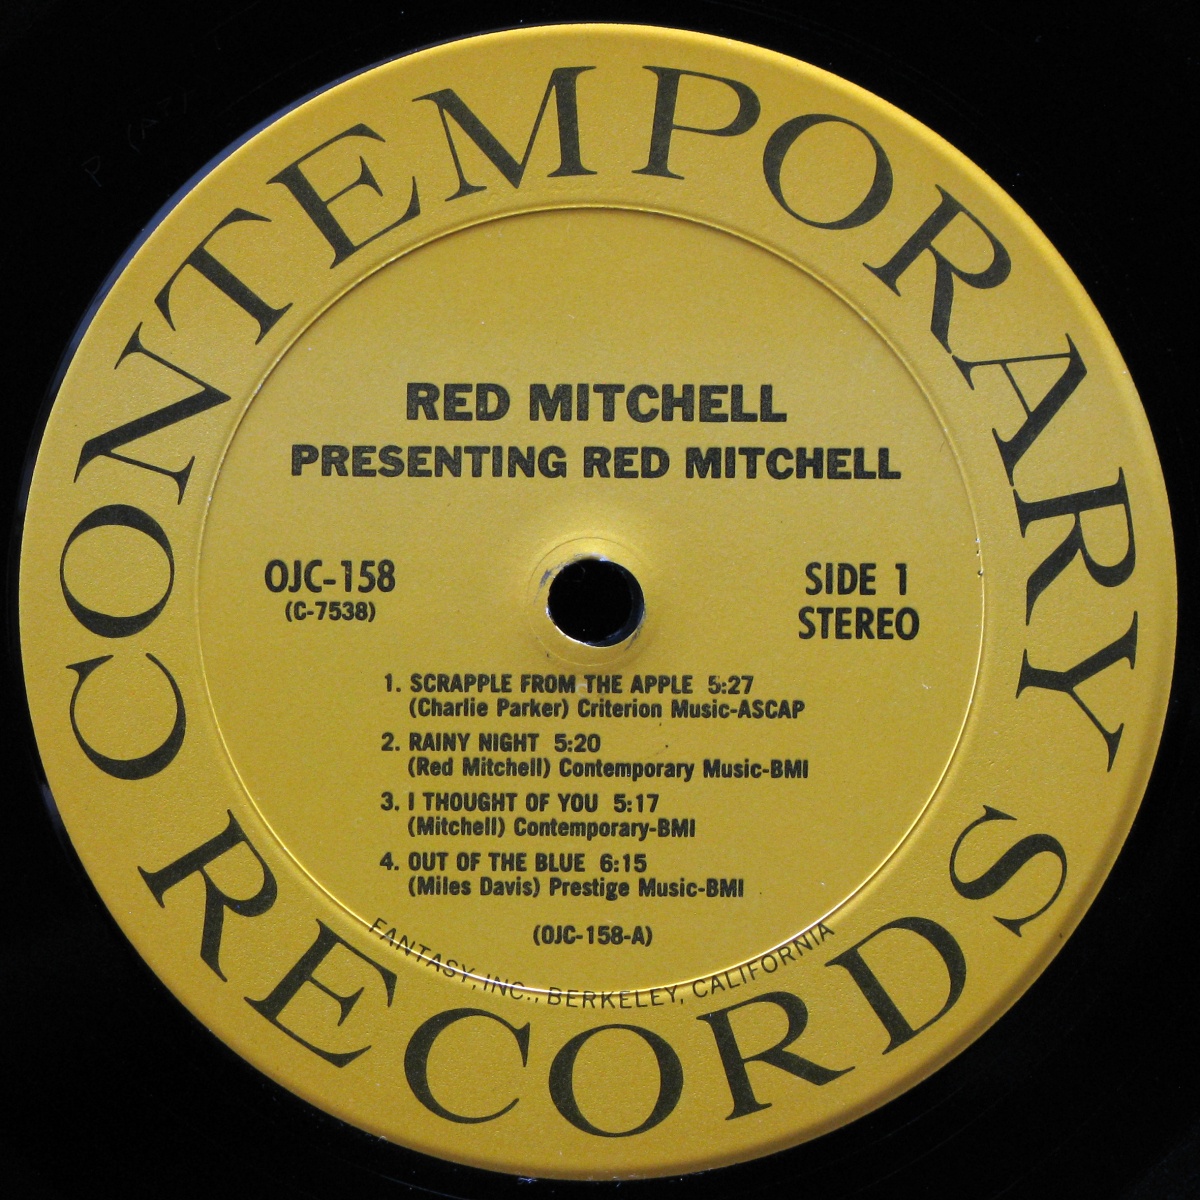 CONTEMPORARY
RED MITCHELL
PRESENTING RED MITCHELL
OJC-158
(C-7538)
SIDE 1
STEREO
1. SCRAPPLE FROM THE APPLE 5:27
(Charlie Parker) Criterion Music-ASCAP
2. RAINY NIGHT 5:20
(Red Mitchell) Contemporary Music-BMI
3. I THOUGHT OF YOU 5:17
(Mitchell) Contemporary-BMI
4. OUT OF THE BLUE 6:15
(Miles Davis) Prestige Music-BMI
(OJC-158-A)
FANTASY, INC., BERKELEY, CALIFORNIA
RECORDS